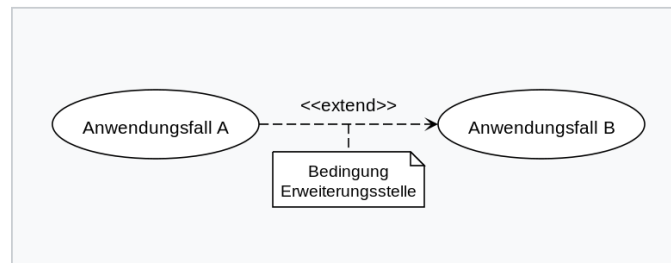 <<extend>>
Anwendungsfall A
Anwendungsfall B
Bedingung
Erweiterungsstelle